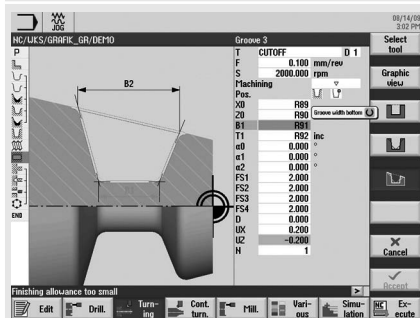 JOG
08/14/09
3:02 PM
NC/WKS/GRAFIK_GR/DEMO
Groove 3
Select tool
P
END
B2
T CUTOFF D 1
F 0.100 mm/rev
S 2000.000 rpm
Machining
Pos.
X0 R89
Z0 R90
B1 R91
Groove width bottom
T1 R92 inc
α0 0.000 °
α1 0.000 °
α2 0.000 °
FS1 2.000
FS2 2.000
FS3 2.000
FS4 2.000
D 0.000
UX 0.200
UZ -0.200
N 1
Graphic view
Cancel
Accept
Finishing allowance too small
Edit
Drill.
Turn-ing
Cont. turn.
Mill.
Vari-ous
Simu-lation
NC Ex-ecute